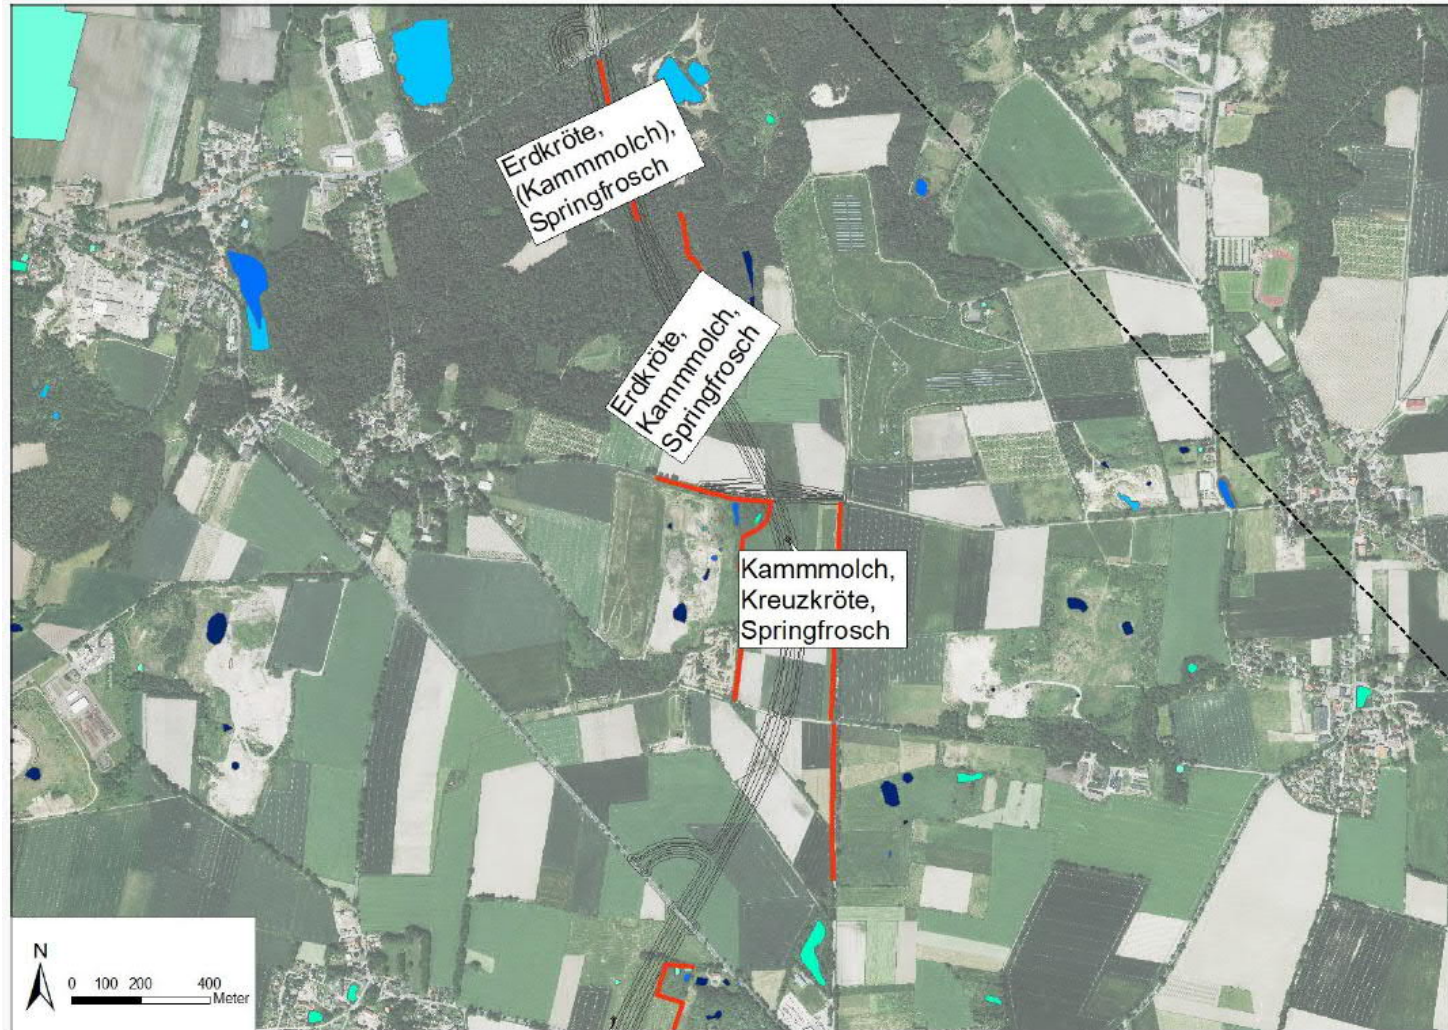 Erdkröte,
(Kammmolch),
Springfrosch
Erdkröte,
Kammmolch,
Springfrosch
Kammmolch,
Kreuzkröte,
Springfrosch
N
0 100 200 400
Meter